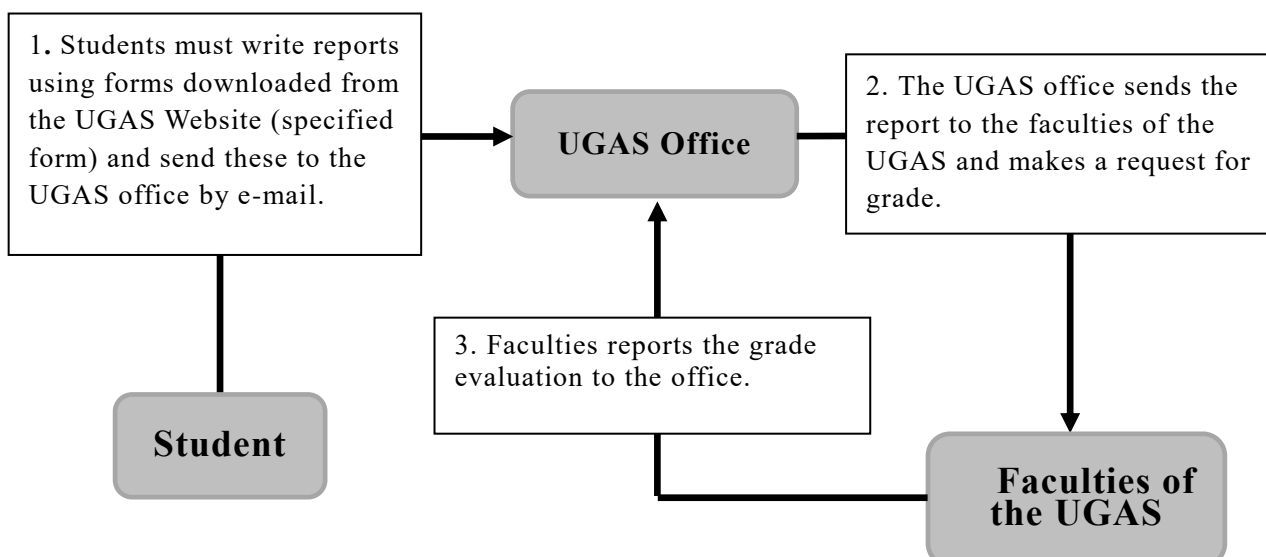 1. Students must write reports
using forms downloaded from
the UGAS Website (specified
form) and send these to the
UGAS office by e-mail.
UGAS Office
2. The UGAS office sends the
report to the faculties of the
UGAS and makes a request for
grade.
3. Faculties reports the grade
evaluation to the office.
Student
Faculties of
the UGAS